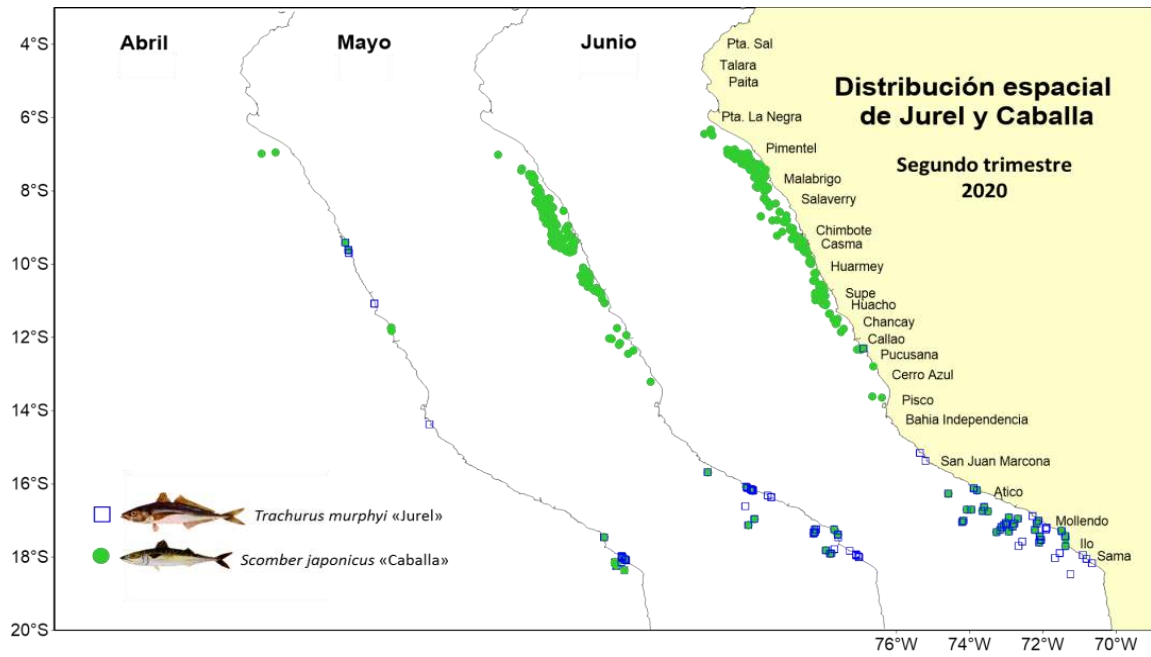 Abril
Mayo
Junio
Distribución espacial
de Jurel y Caballa
Segundo trimestre
2020
4°S
6°S
8°S
10°S
12°S
14°S
16°S
18°S
20°S
Pta. Sal
Talara
Paita
Pta. La Negra
Pimentel
Malabrigo
Salaverry
Chimbote
Casma
Huarmey
Supe
Huacho
Chancay
Callao
Pucusana
Cerro Azul
Pisco
Bahia Independencia
San Juan Marcona
Atico
Mollendo
Ilo
Sama
Trachurus murphyi «Jurel»
Scomber japonicus «Caballa»
76°W 74°W 72°W 70°W